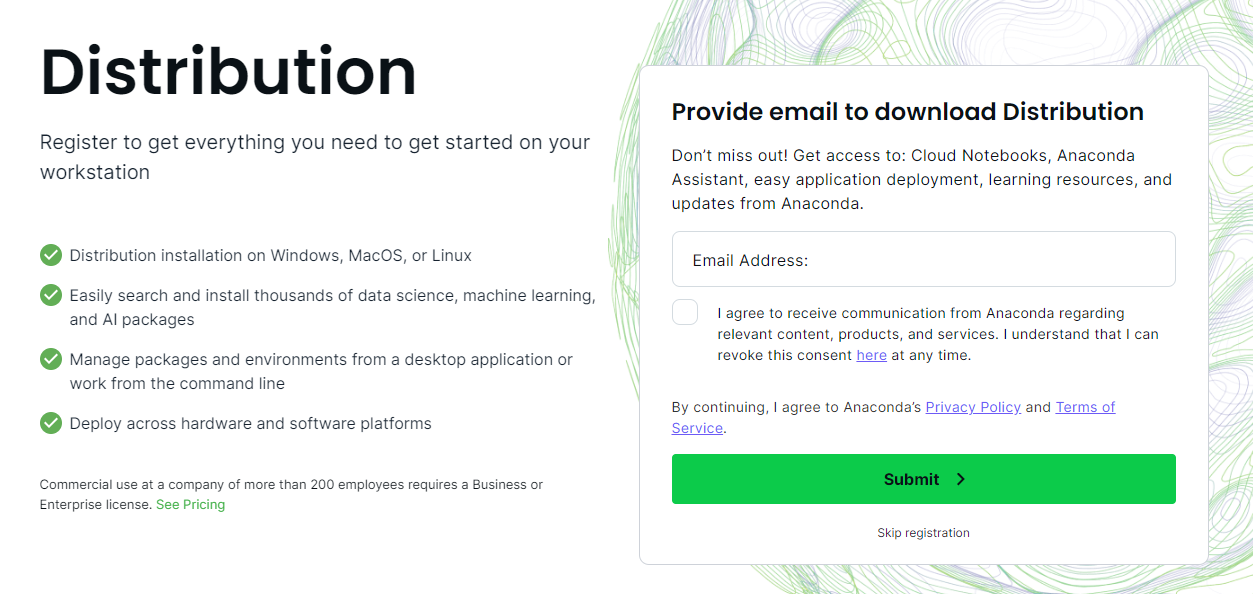 Distribution
Register to get everything you need to get started on your
workstation
Distribution installation on Windows, MacOS, or Linux
Easily search and install thousands of data science, machine learning,
and AI packages
Manage packages and environments from a desktop application or
work from the command line
Deploy across hardware and software platforms
Commercial use at a company of more than 200 employees requires a Business or
Enterprise license. See Pricing
Provide email to download Distribution
Don’t miss out! Get access to: Cloud Notebooks, Anaconda
Assistant, easy application deployment, learning resources, and
updates from Anaconda.
Email Address:
I agree to receive communication from Anaconda regarding
relevant content, products, and services. I understand that I can
revoke this consent here at any time.
By continuing, I agree to Anaconda’s Privacy Policy and Terms of
Service.
Submit
Skip registration